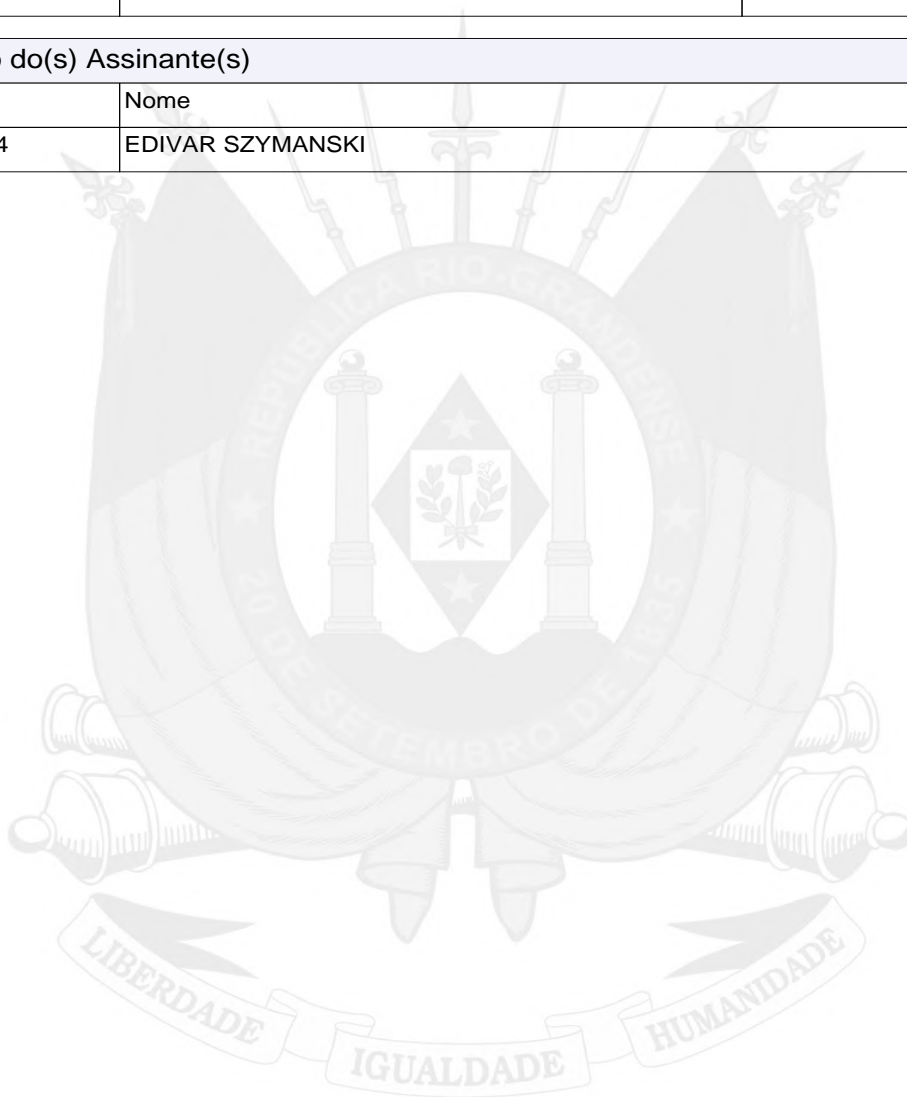 do(s) Assinante(s)
Nome
4
EDIVAR SZYMANSKI
REPUBLICA RIO-GRANDENSE
20 DE SETEMBRO DE 1835
LIBERDADE
IGUALDADE
HUMANIDADE